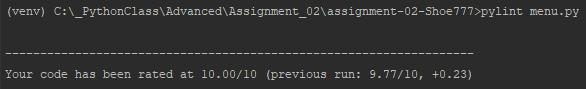 (venv) C:\_PythonClass\Advanced\Assignment_02\assignment-02-Shoe777>pylint menu.py
--------------------------------------------------------------------
Your code has been rated at 10.00/10 (previous run: 9.77/10, +0.23)